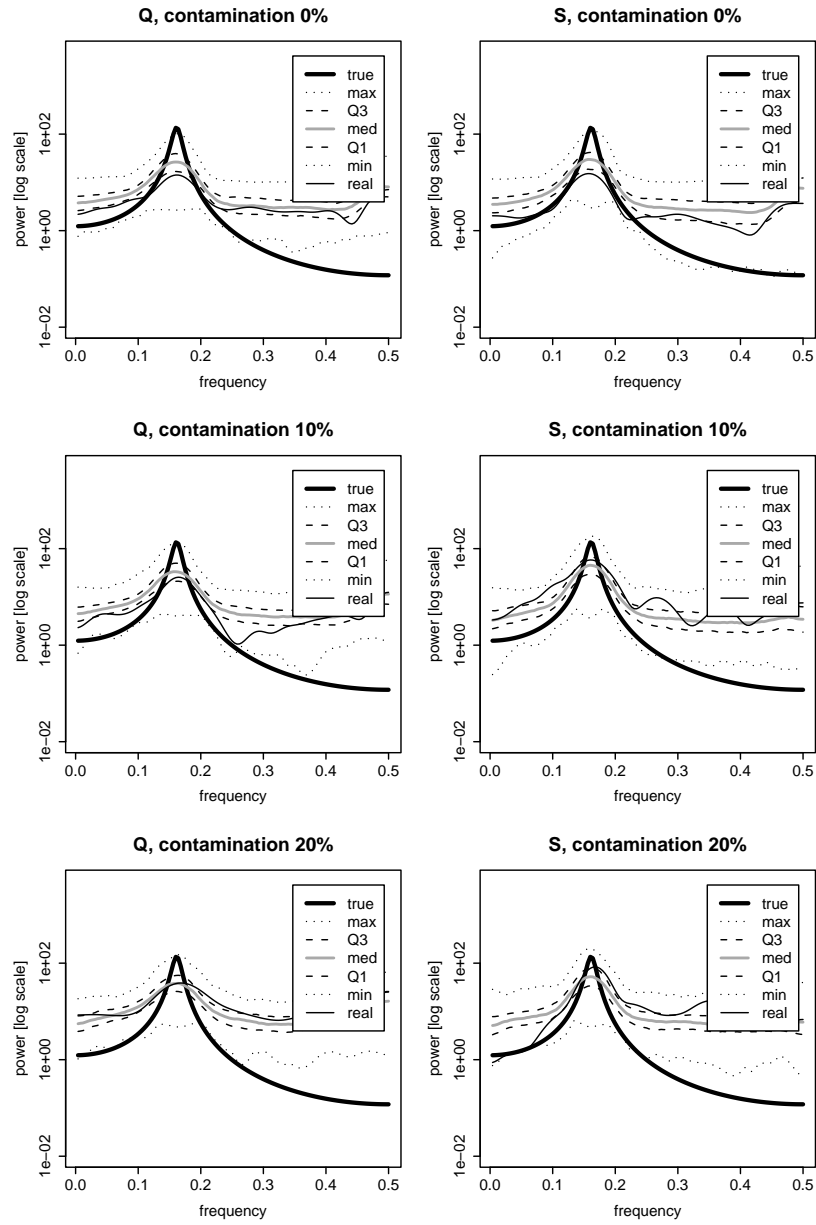 Q, contamination 0%
power [log scale]
1e+02
1e+00
1e−02
true
max
Q3
med
Q1
min
real
0.0 0.1 0.2 0.3 0.4 0.5
frequency
S, contamination 0%
power [log scale]
1e+02
1e+00
1e−02
true
max
Q3
med
Q1
min
real
0.0 0.1 0.2 0.3 0.4 0.5
frequency
Q, contamination 10%
power [log scale]
1e+02
1e+00
1e−02
true
max
Q3
med
Q1
min
real
0.0 0.1 0.2 0.3 0.4 0.5
frequency
S, contamination 10%
power [log scale]
1e+02
1e+00
1e−02
true
max
Q3
med
Q1
min
real
0.0 0.1 0.2 0.3 0.4 0.5
frequency
Q, contamination 20%
power [log scale]
1e+02
1e+00
1e−02
true
max
Q3
med
Q1
min
real
0.0 0.1 0.2 0.3 0.4 0.5
frequency
S, contamination 20%
power [log scale]
1e+02
1e+00
1e−02
true
max
Q3
med
Q1
min
real
0.0 0.1 0.2 0.3 0.4 0.5
frequency